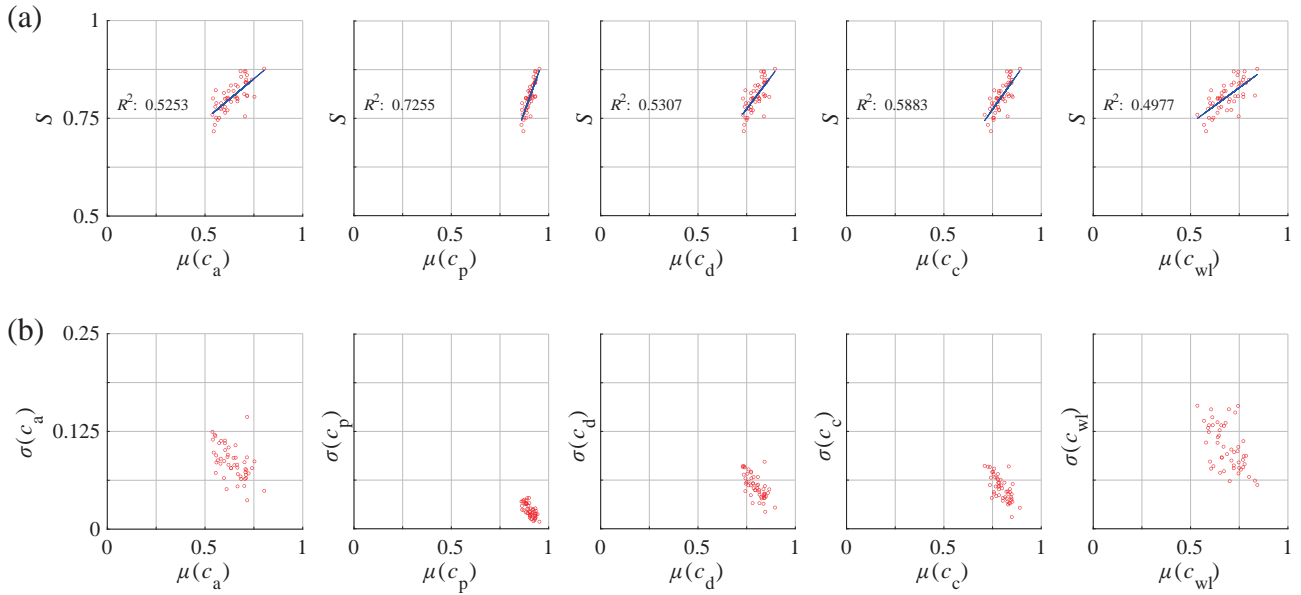 (a)
S
1
0.75
0.5
R²: 0.5253
0 0.5 1
μ(c_a)
S
R²: 0.7255
0 0.5 1
μ(c_p)
S
R²: 0.5307
0 0.5 1
μ(c_d)
S
R²: 0.5883
0 0.5 1
μ(c_c)
S
R²: 0.4977
0 0.5 1
μ(c_wl)
(b)
σ(c_a)
0.25
0.125
0
0 0.5 1
μ(c_a)
σ(c_p)
0 0.5 1
μ(c_p)
σ(c_d)
0 0.5 1
μ(c_d)
σ(c_c)
0 0.5 1
μ(c_c)
σ(c_wl)
0 0.5 1
μ(c_wl)